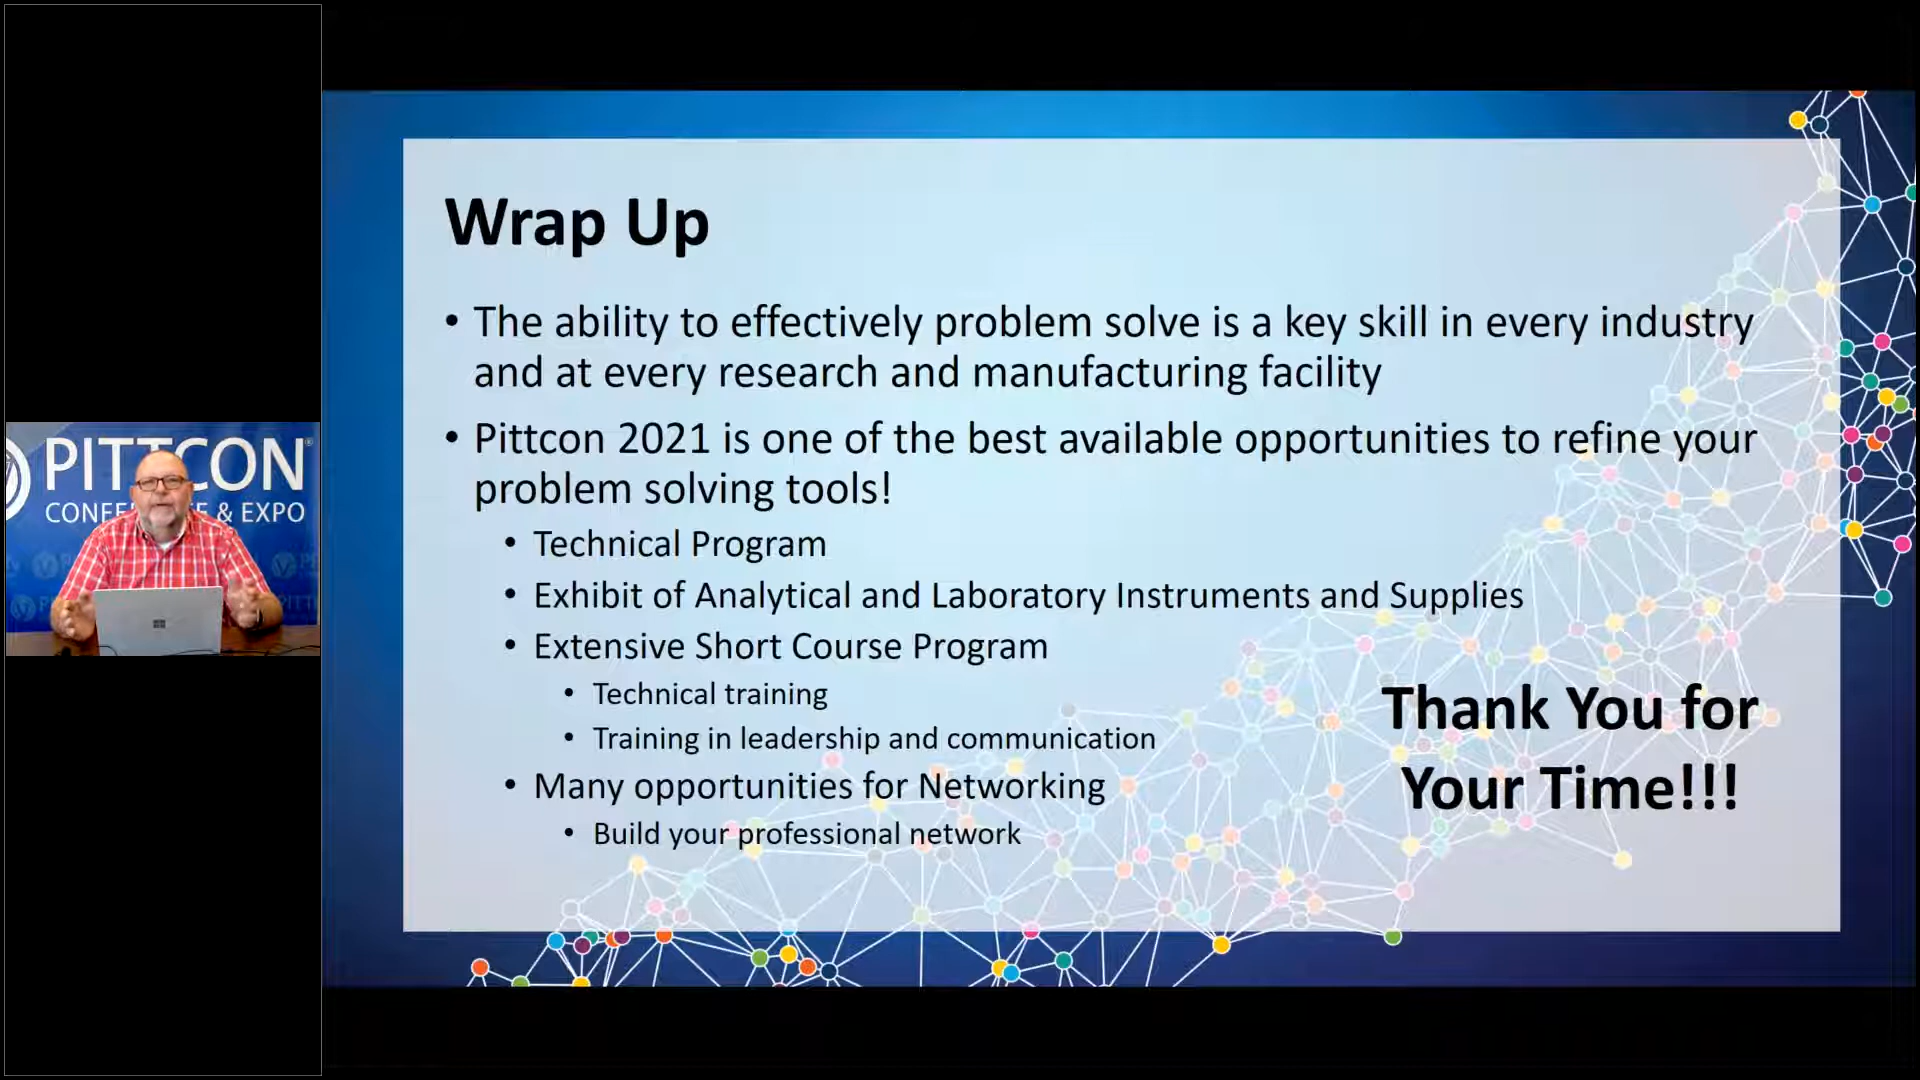 PITTCON®
CONFE E & EXPO
Wrap Up
• The ability to effectively problem solve is a key skill in every industry
and at every research and manufacturing facility
• Pittcon 2021 is one of the best available opportunities to refine your
problem solving tools!
• Technical Program
• Exhibit of Analytical and Laboratory Instruments and Supplies
• Extensive Short Course Program
• Technical training
• Training in leadership and communication
• Many opportunities for Networking
• Build your professional network
Thank You for
Your Time!!!